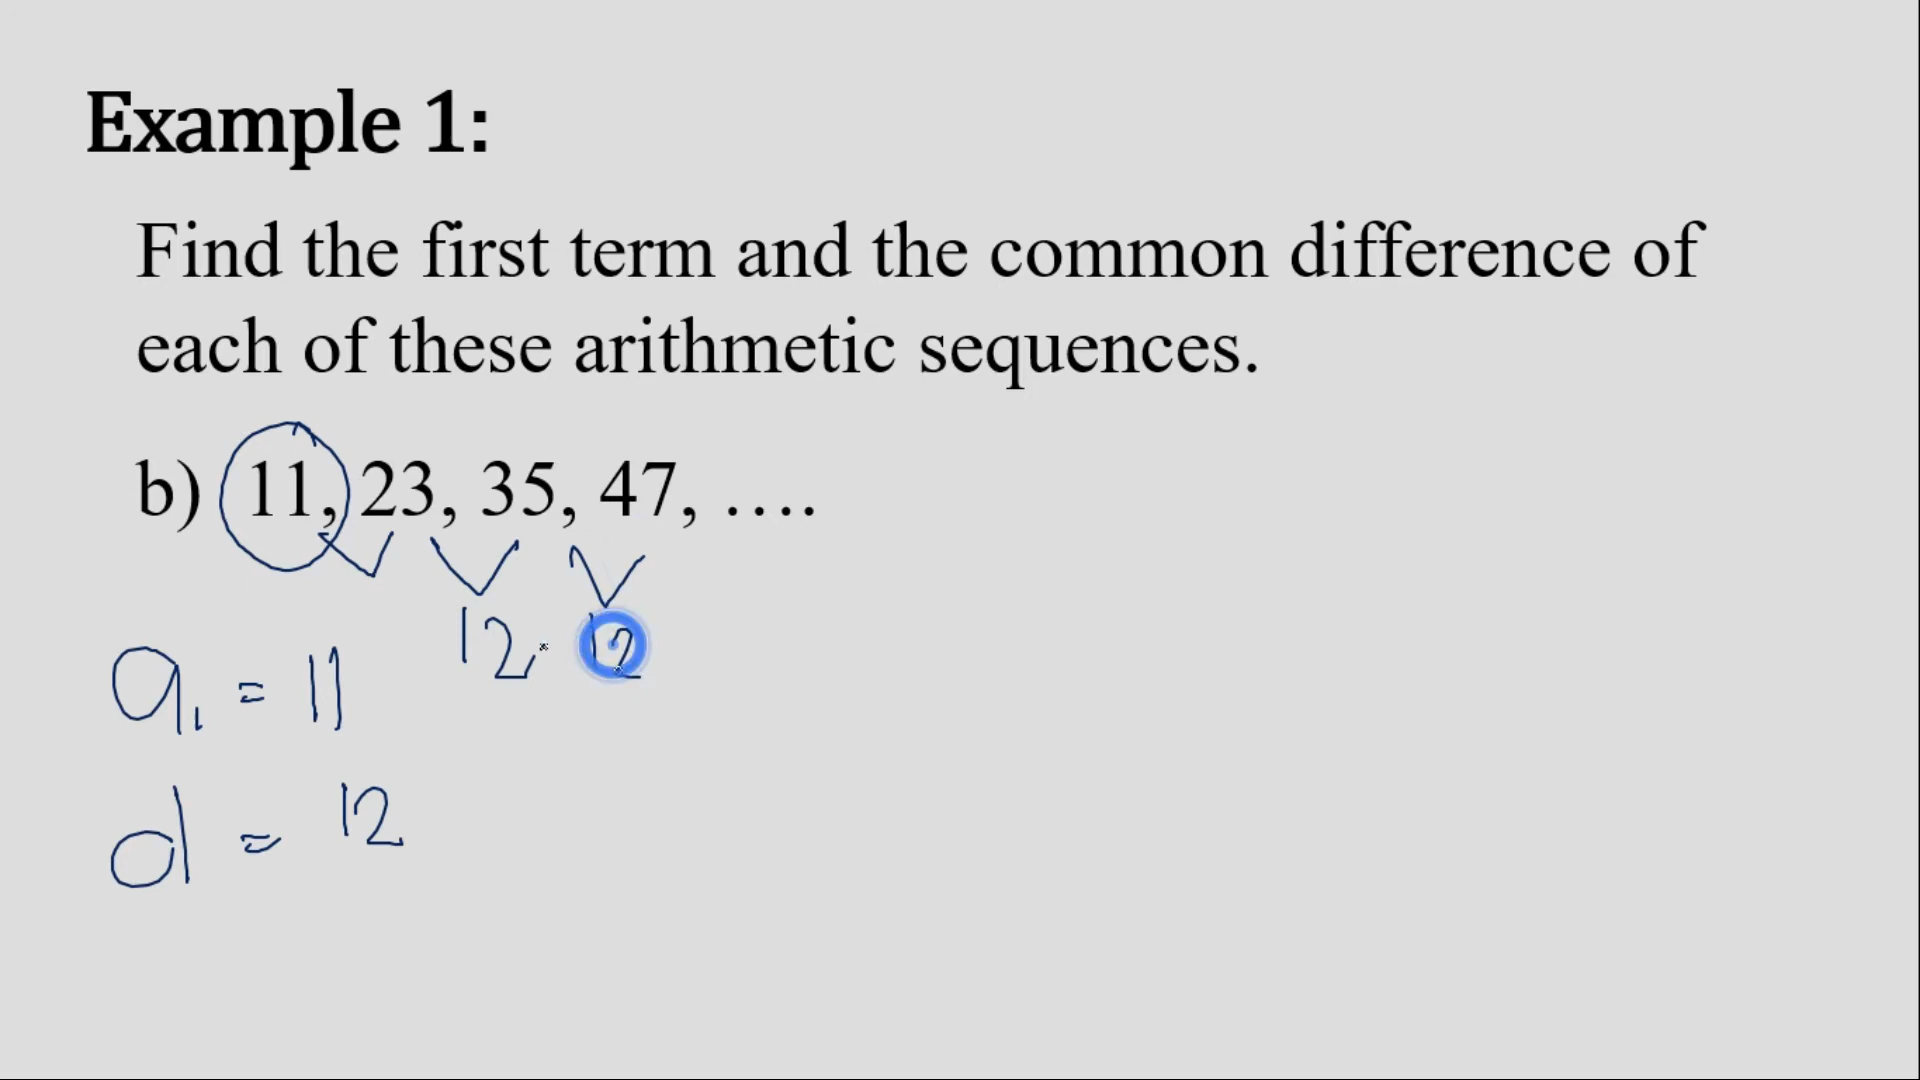 Example 1:
Find the first term and the common difference of
each of these arithmetic sequences.
b) 11, 23, 35, 47, ....
12 12
a₁ = 11
d = 12